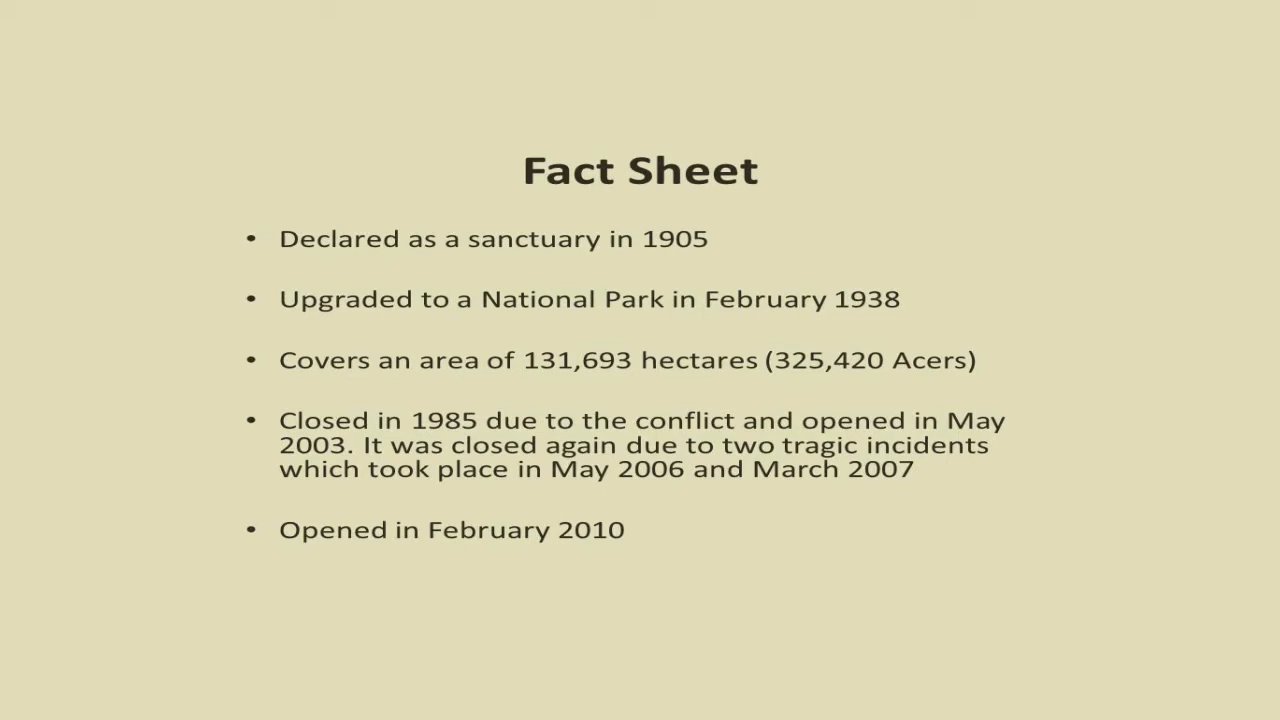 Fact Sheet
• Declared as a sanctuary in 1905
• Upgraded to a National Park in February 1938
• Covers an area of 131,693 hectares (325,420 Acers)
• Closed in 1985 due to the conflict and opened in May
2003. It was closed again due to two tragic incidents
which took place in May 2006 and March 2007
• Opened in February 2010